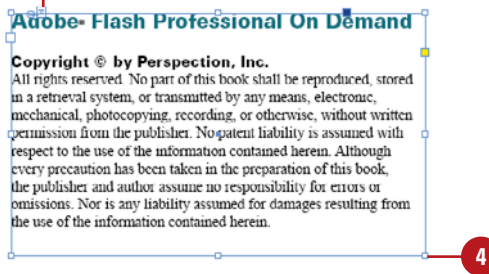 Adobe Flash Professional On Demand
Copyright © by Perspection, Inc.
All rights reserved. No part of this book shall be reproduced, stored
in a retrieval system, or transmitted by any means, electronic,
mechanical, photocopying, recording, or otherwise, without written
permission from the publisher. No patent liability is assumed with
respect to the use of the information contained herein. Although
every precaution has been taken in the preparation of this book,
the publisher and author assume no responsibility for errors or
omissions. Nor is any liability assumed for damages resulting from
the use of the information contained herein.
4